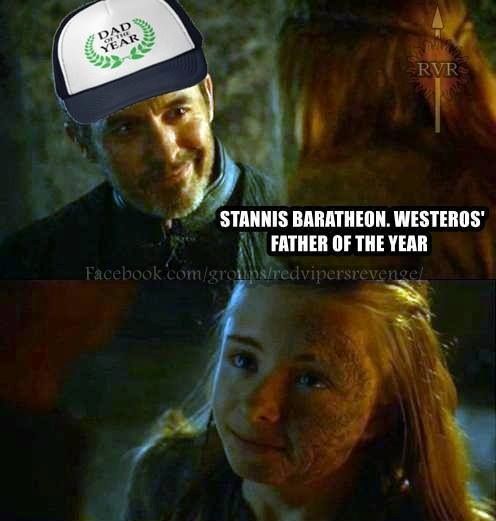 DAD
OF THE
YEAR
RVR
STANNIS BARATHEON. WESTEROS'
FATHER OF THE YEAR
Facebook.com/groups/redvipersrevenge/